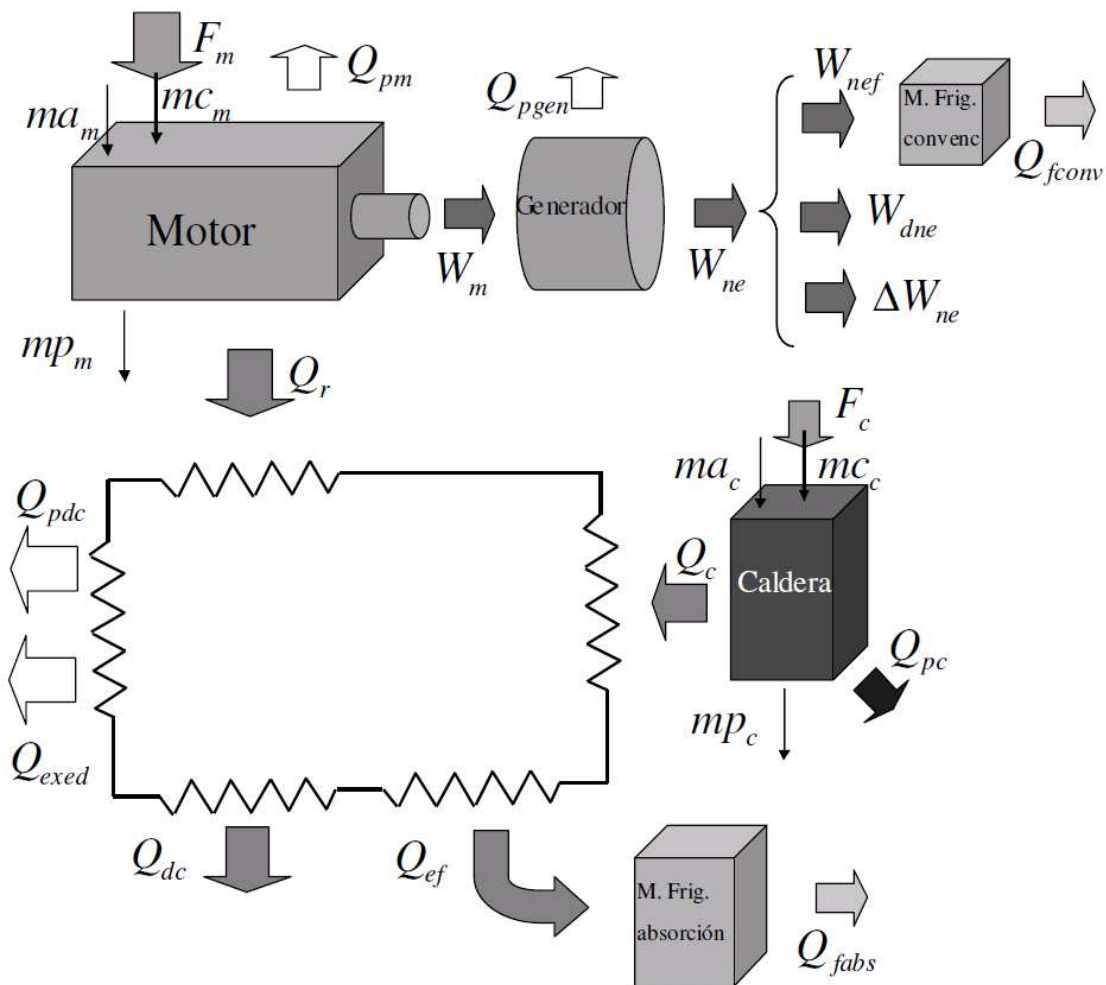 F_m
Q_pm
ma_m
mc_m
Motor
W_m
mp_m
Q_r
Q_pgen
Generador
W_ne
W_nef
M. Frig.
convenc
Q_fconv
W_dne
ΔW_ne
F_c
ma_c
mc_c
Caldera
Q_c
Q_pc
mp_c
Q_pdc
Q_exed
Q_dc
Q_ef
M. Frig.
absorción
Q_fabs